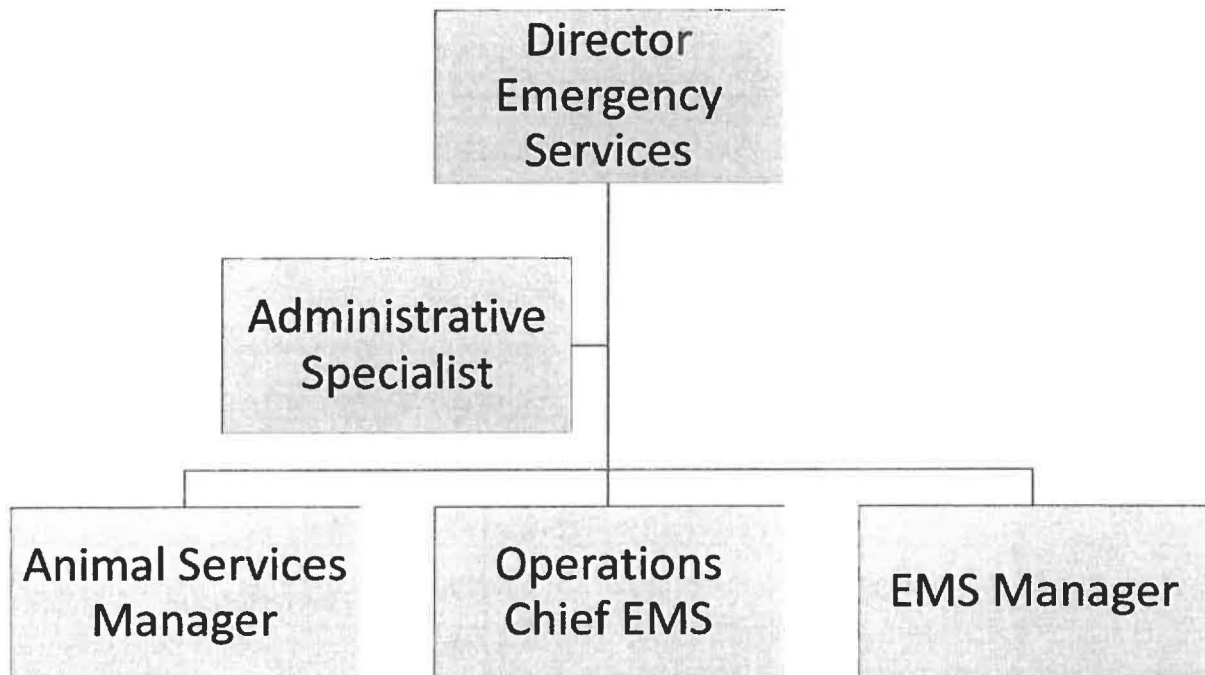 Director
Emergency
Services
Administrative
Specialist
Animal Services
Manager
Operations
Chief EMS
EMS Manager